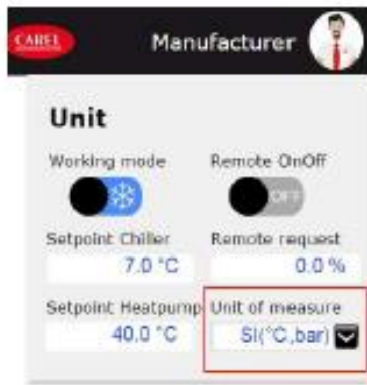 CAREL
Manufacturer
Unit
Working mode Remote OnOff
OFF
Setpoint Chiller Remote request
7.0 °C 0.0 %
Setpoint Heatpump Unit of measure
40.0 °C SI(°C,bar)